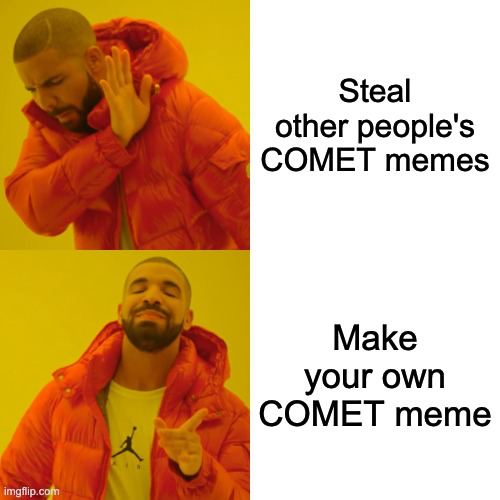 Steal
other people's
COMET memes
Make
your own
COMET meme
imgflip.com